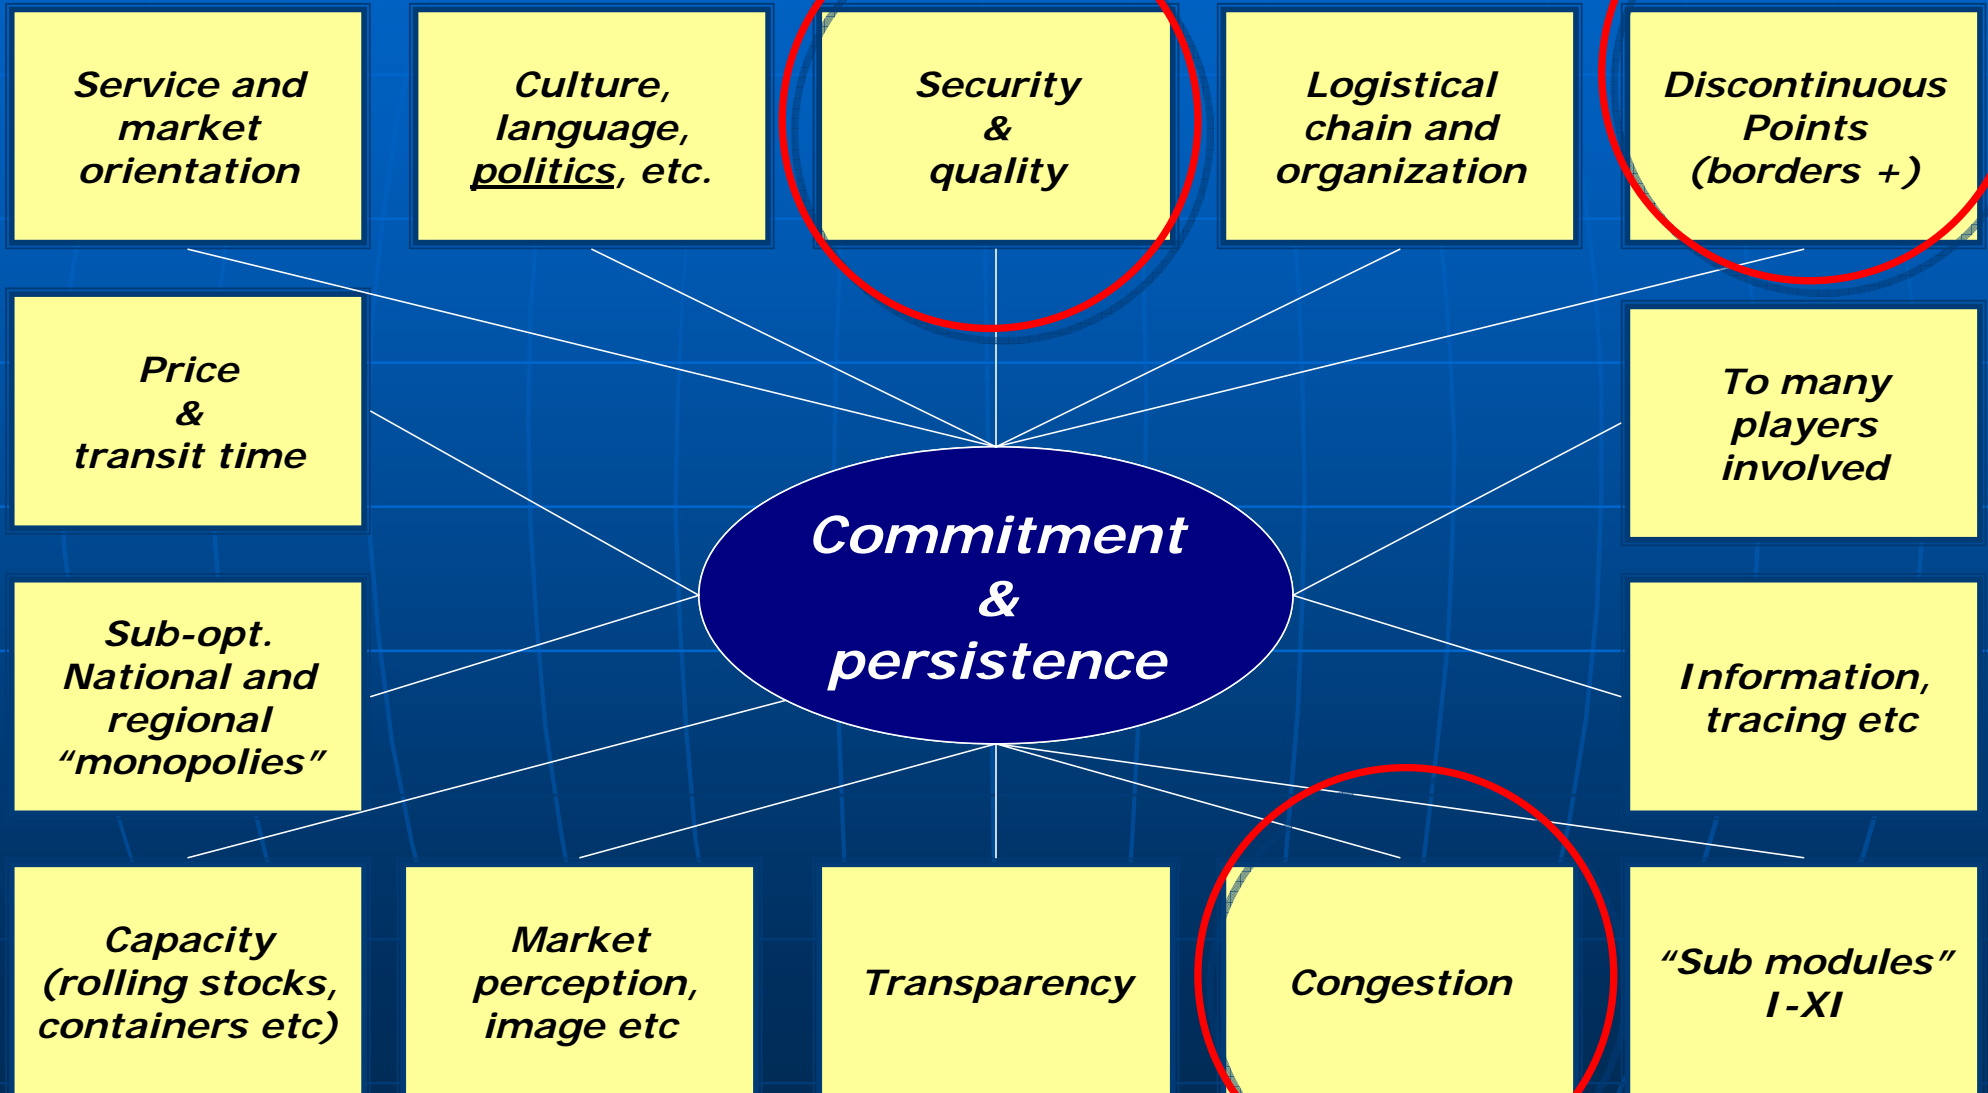 Service and
market
orientation
Culture,
language,
politics, etc.
Security
&
quality
Logistical
chain and
organization
Discontinuous
Points
(borders +)
Price
&
transit time
To many
players
involved
Commitment
&
persistence
Sub-opt.
National and
regional
“monopolies”
Information,
tracing etc
Capacity
(rolling stocks,
containers etc)
Market
perception,
image etc
Transparency
Congestion
“Sub modules”
I-XI